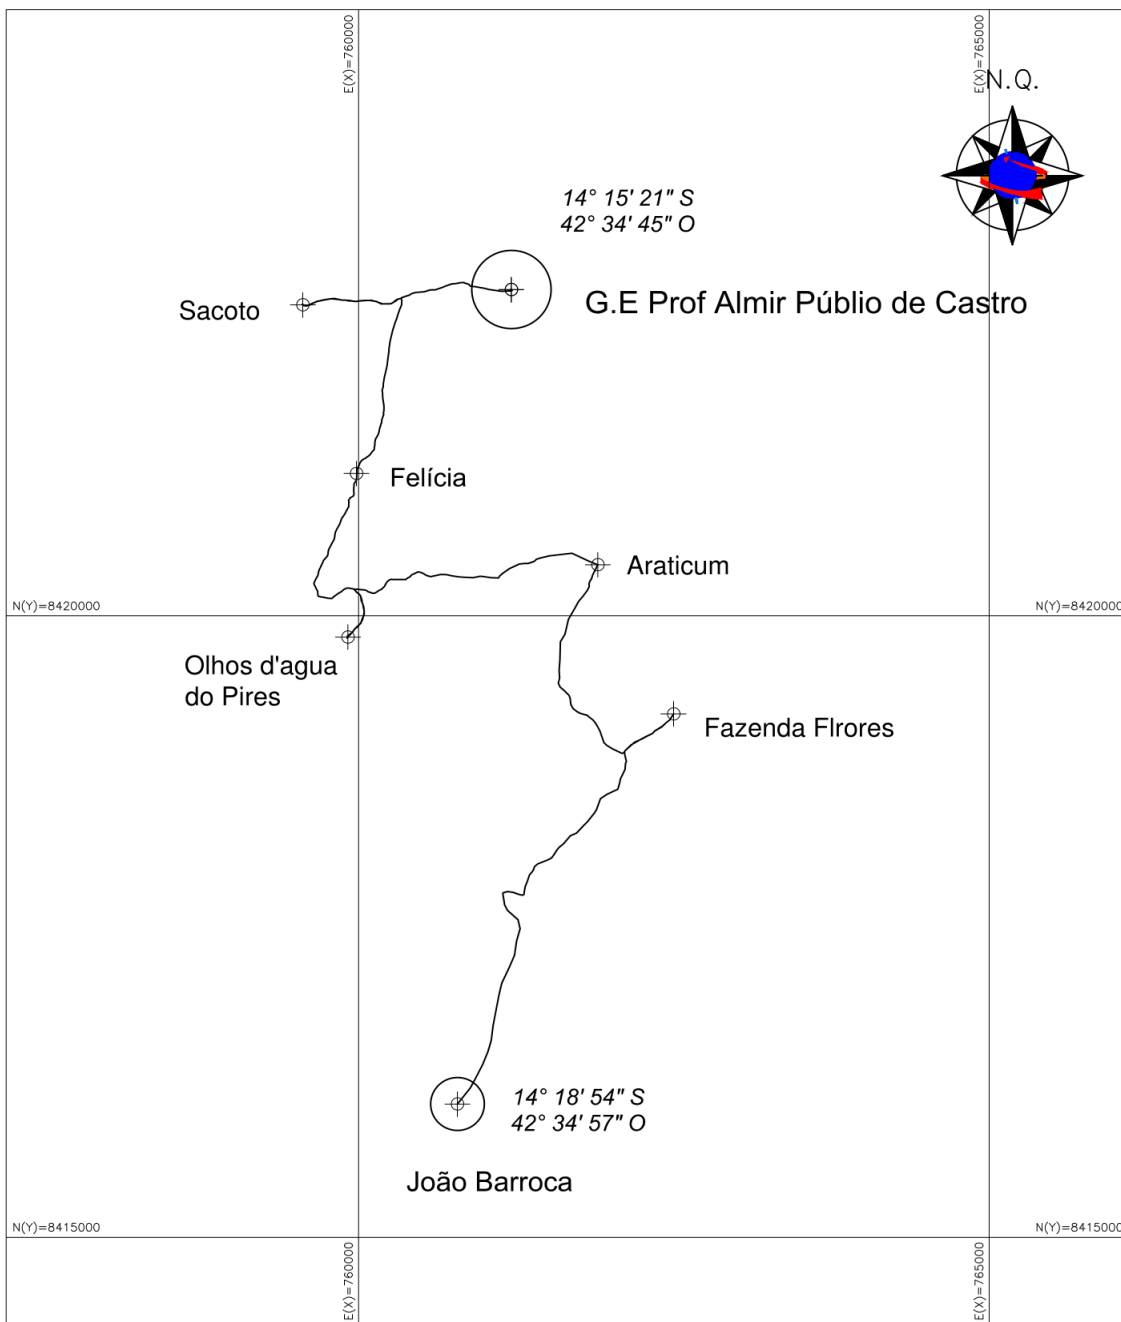 E(X)=760000
E(X)=765000
N.Q.
14° 15' 21" S
42° 34' 45" O
G.E Prof Almir Públio de Castro
Sacoto
Felícia
Araticum
N(Y)=8420000
N(Y)=8420000
Olhos d'agua
do Pires
Fazenda Flrores
14° 18' 54" S
42° 34' 57" O
João Barroca
N(Y)=8415000
N(Y)=8415000
E(X)=760000
E(X)=765000